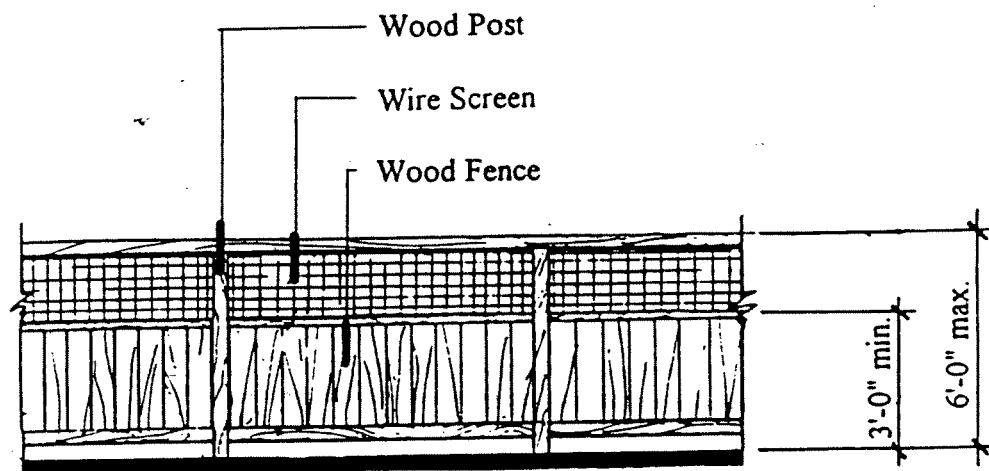 Wood Post
Wire Screen
Wood Fence
3'-0" min.
6'-0" max.